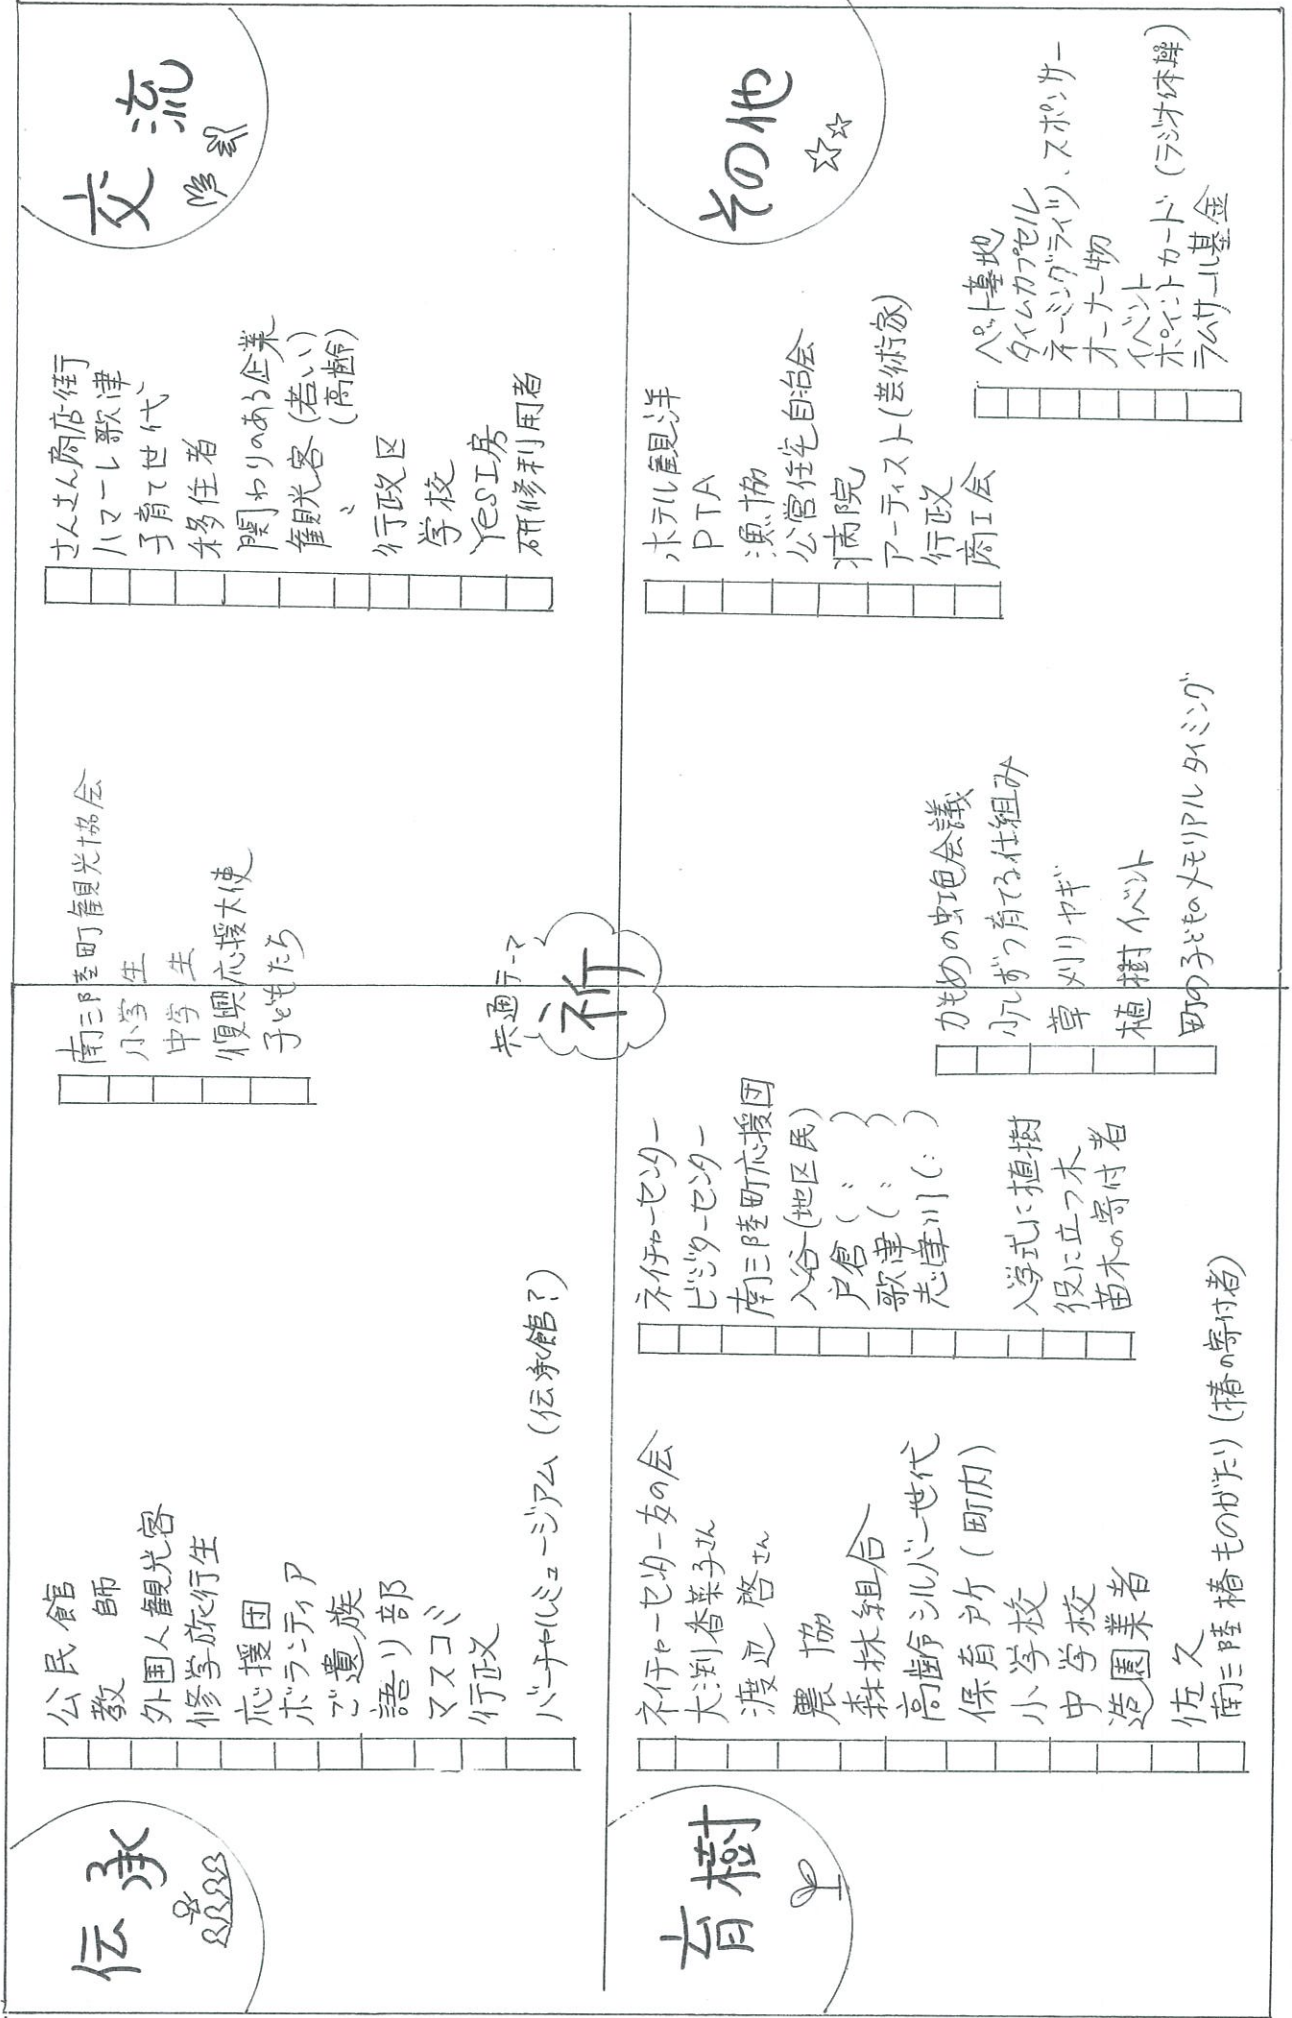 伝承
公民館
教師
外国人観光客
修学旅行生
応援団
ボランティア
ご遺族
語り部
マスコミ
行政
バーチャルミュージアム（伝承館？）
南三陸町観光協会
小学生
中学生
復興応援大使
子どもたち
交流
さんさん商店街
ハマーレ歌津
子育て世代
移住者
関わりのある企業
観光客（若い）
〃（高齢）
行政区
学校
Yes工房
研修利用者
共通テーマ
祈
育樹
ネイチャーセンター友の会
大渕香菜子さん
渡辺啓さん
農協
森林組合
高齢シルバー世代
保育所（町内）
小学校
中学校
造園業者
佐久
南三陸椿ものがたり（椿の寄付者）
ネイチャーセンター
ビジターセンター
南三陸町応援団
入谷（地区民）
戸倉（〃）
歌津（〃）
志津川（〃）
入学式に植樹
役に立つ木
苗木の寄付者
かもめの虹色会議
少しずつ育てる仕組み
草刈りヤギ
植樹イベント
町の子どものメモリアルタイミング
その他
ホテル観洋
PTA
漁協
公営住宅自治会
病院
アーティスト（芸術家）
行政
商工会
ペット墓地
タイムカプセル
ネーミングライツ、スポンサー
オーナー物
イベント
ポイントカード（ラジオ体操）
ラムサール基金